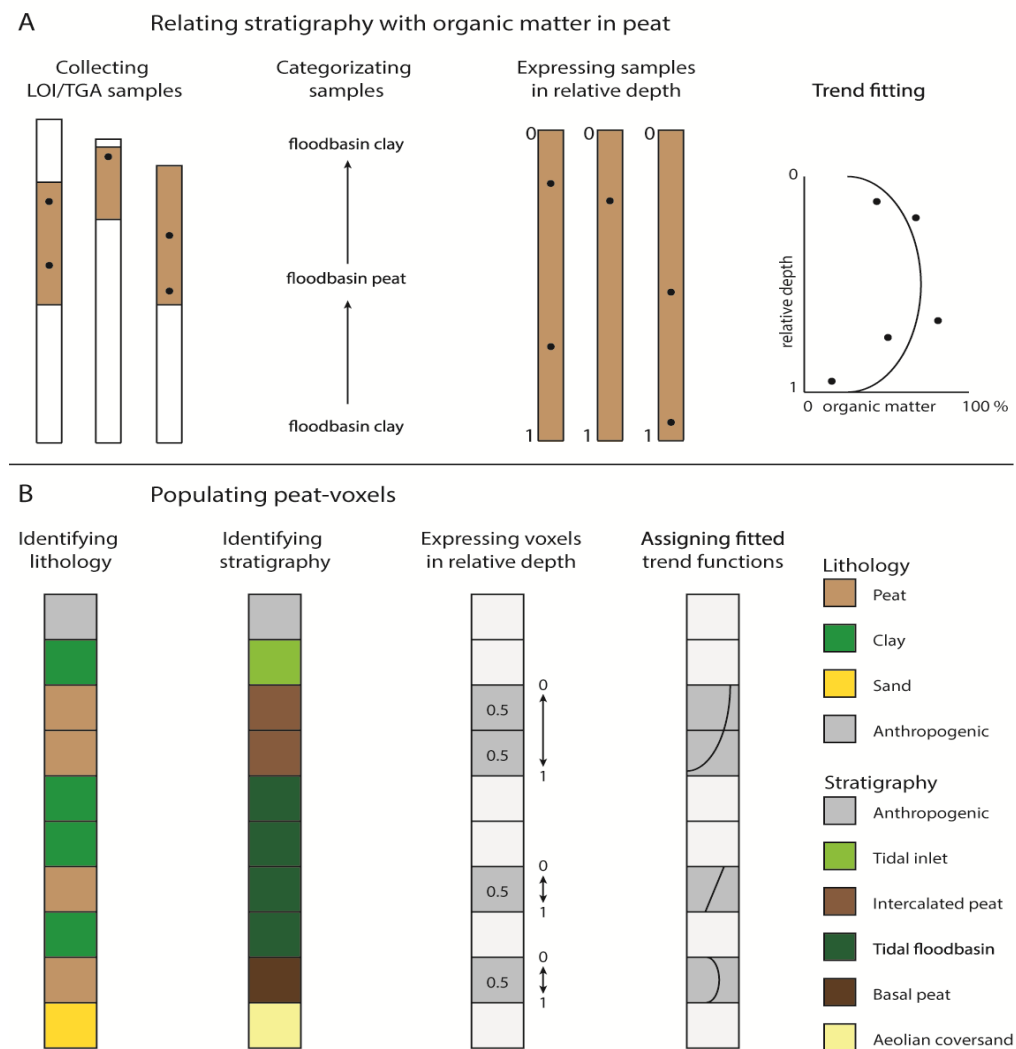 A
Relating stratigraphy with organic matter in peat
Collecting
LOI/TGA samples
Categorizating
samples
Expressing samples
in relative depth
Trend fitting
floodbasin clay
floodbasin peat
floodbasin clay
0
0
0
1
1
1
0
relative depth
1
0
organic matter
100 %
B
Populating peat-voxels
Identifying
lithology
Identifying
stratigraphy
Expressing voxels
in relative depth
Assigning fitted
trend functions
0
0.5
0.5
1
0
0.5
1
0
0.5
1
Lithology
Peat
Clay
Sand
Anthropogenic
Stratigraphy
Anthropogenic
Tidal inlet
Intercalated peat
Tidal floodbasin
Basal peat
Aeolian coversand